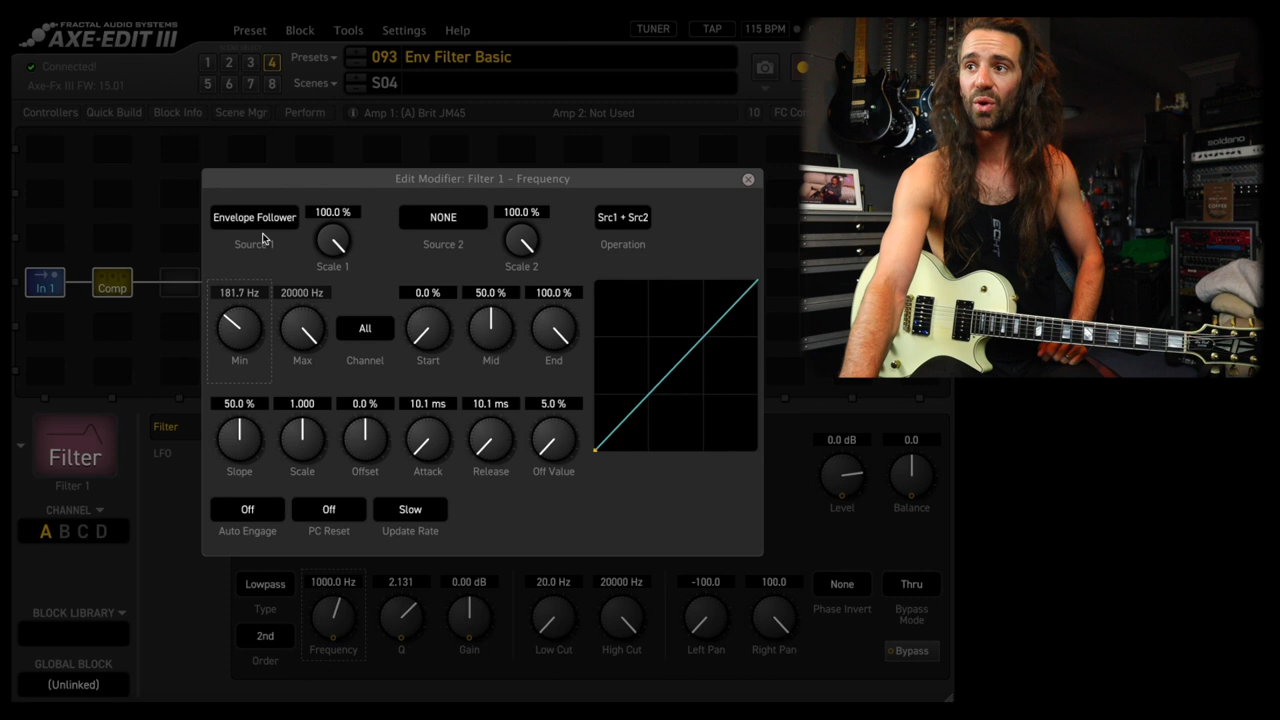 FRACTAL AUDIO SYSTEMS
AXE-EDIT III
Preset Block Tools Settings Help
TUNER TAP 115 BPM
Connected!
Axe-Fx III FW: 15.01
1 2 3 4
5 6 7 8
Presets
093 Env Filter Basic
Scenes
S04
Controllers Quick Build Block Info Scene Mgr Perform
Amp 1: (A) Brit JM45
Amp 2: Not Used
10 FC Con
Edit Modifier: Filter 1 – Frequency
Envelope Follower 100.0 % NONE 100.0 % Src1 + Src2
Source 1 Scale 1 Source 2 Scale 2 Operation
In 1
Comp
181.7 Hz 20000 Hz 0.0 % 50.0 % 100.0 %
All
Min Max Channel Start Mid End
50.0 % 1.000 0.0 % 10.1 ms 10.1 ms 5.0 %
Slope Scale Offset Attack Release Off Value
Off Off Slow
Auto Engage PC Reset Update Rate
Filter
Filter 1
CHANNEL
A B C D
BLOCK LIBRARY
GLOBAL BLOCK
(Unlinked)
Filter
LFO
0.0 dB 0.0
Level Balance
Lowpass 1000.0 Hz 2.131 0.00 dB 20.0 Hz 20000 Hz -100.0 100.0 None Thru
Type
2nd
Order
Frequency Q Gain Low Cut High Cut Left Pan Right Pan
Phase Invert
Bypass
Mode
Bypass
soldano
COFFEE